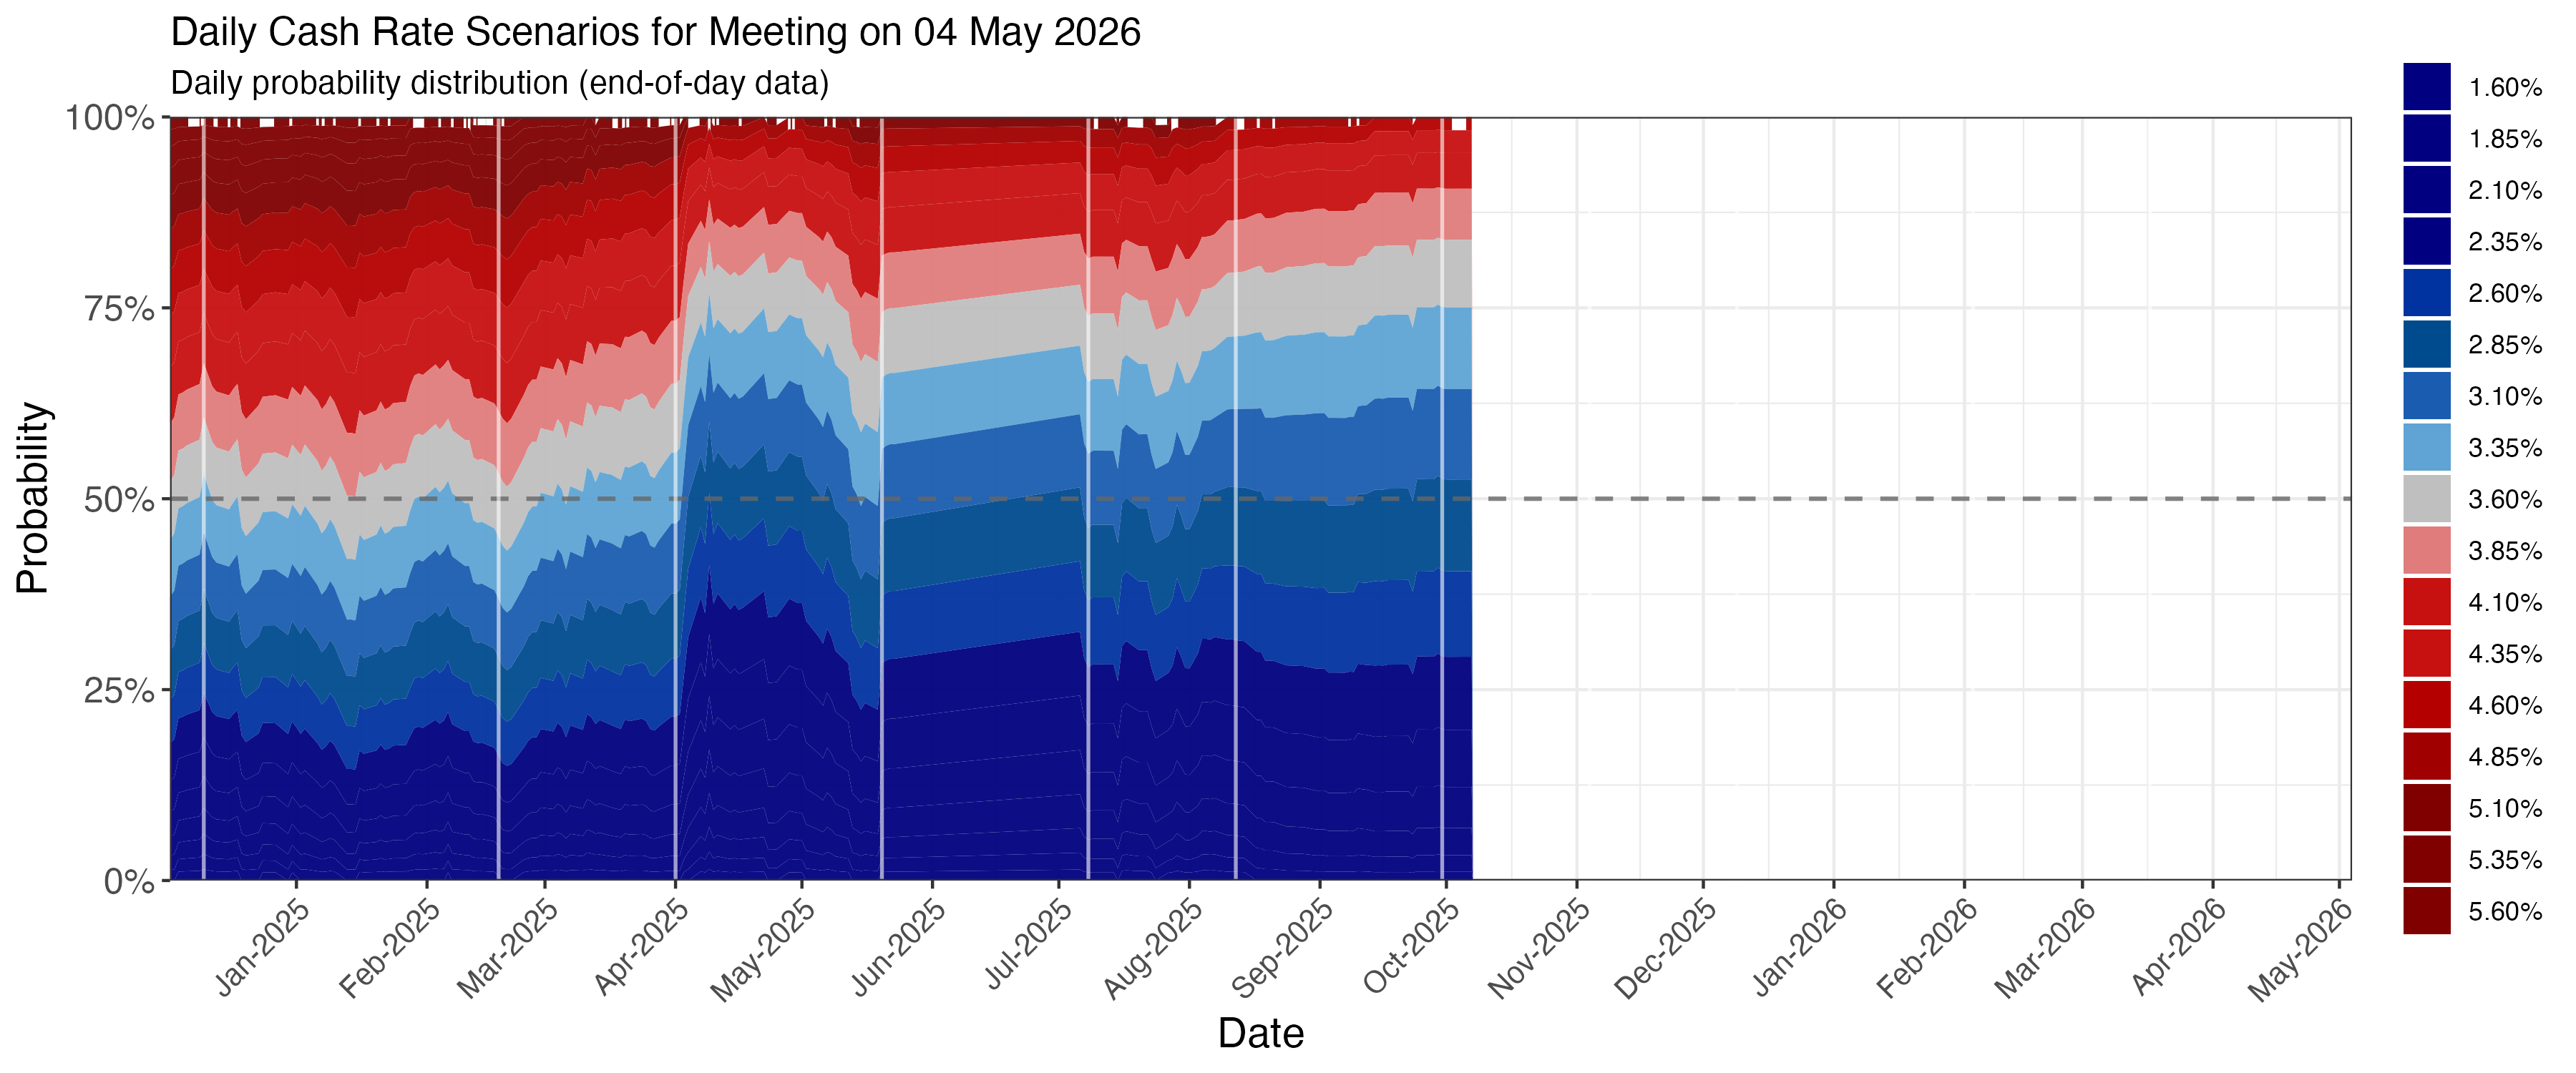 Daily Cash Rate Scenarios for Meeting on 04 May 2026
Daily probability distribution (end-of-day data)
100%
75%
50%
25%
0%
Probability
Jan-2025
Feb-2025
Mar-2025
Apr-2025
May-2025
Jun-2025
Jul-2025
Aug-2025
Sep-2025
Oct-2025
Nov-2025
Dec-2025
Jan-2026
Feb-2026
Mar-2026
Apr-2026
May-2026
Date
1.60%
1.85%
2.10%
2.35%
2.60%
2.85%
3.10%
3.35%
3.60%
3.85%
4.10%
4.35%
4.60%
4.85%
5.10%
5.35%
5.60%